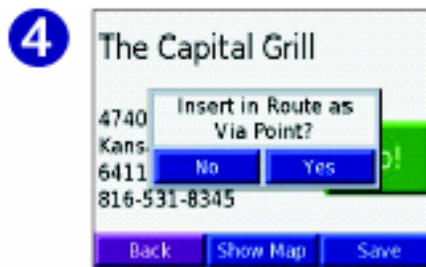 4
The Capital Grill
Insert in Route as
Via Point?
4740
Kans
No Yes
6411
816-531-8345
Back Show Map Save